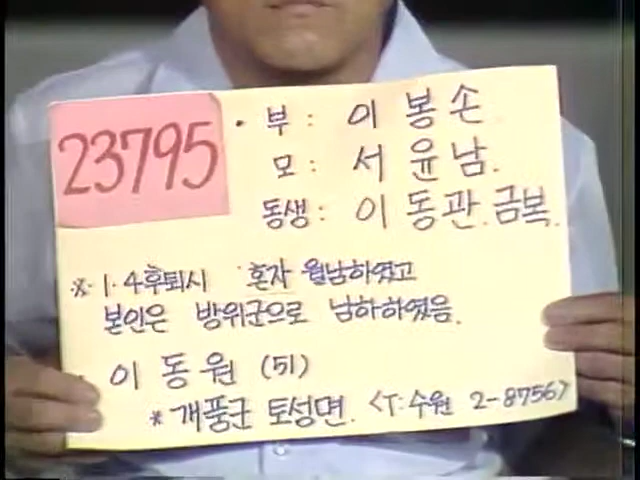 23795
• 부 : 이 봉 손
모 : 서 윤 남.
동생 : 이 동 관. 금복.
※ 1·4후퇴시 혼자 월남하였고
본인은 방위군으로 남하하였음.
이 동 원 (51)
* 개풍군 토성면. <T: 수원 2-8756>